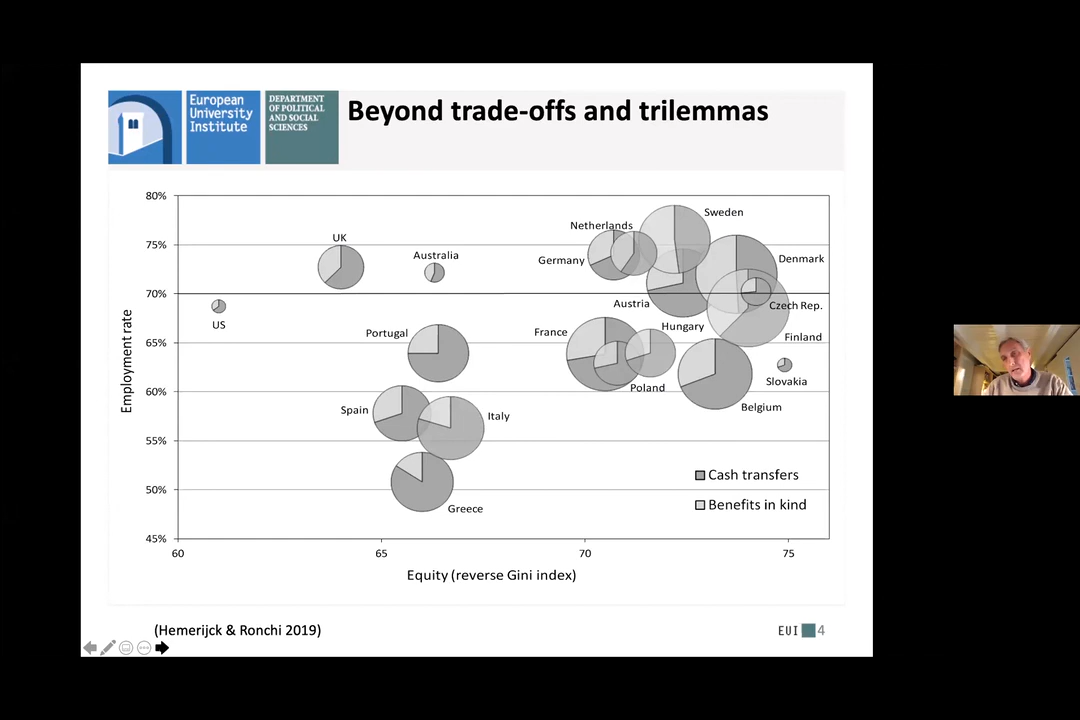 European
University
Institute
DEPARTMENT
OF POLITICAL
AND SOCIAL
SCIENCES
Beyond trade-offs and trilemmas
80%
75%
70%
65%
60%
55%
50%
45%
Employment rate
UK
Australia
US
Netherlands
Sweden
Germany
Denmark
Austria
Czech Rep.
Portugal
France
Hungary
Finland
Poland
Slovakia
Belgium
Spain
Italy
Greece
Cash transfers
Benefits in kind
60
65
70
75
Equity (reverse Gini index)
(Hemerijck & Ronchi 2019)
EUI 4